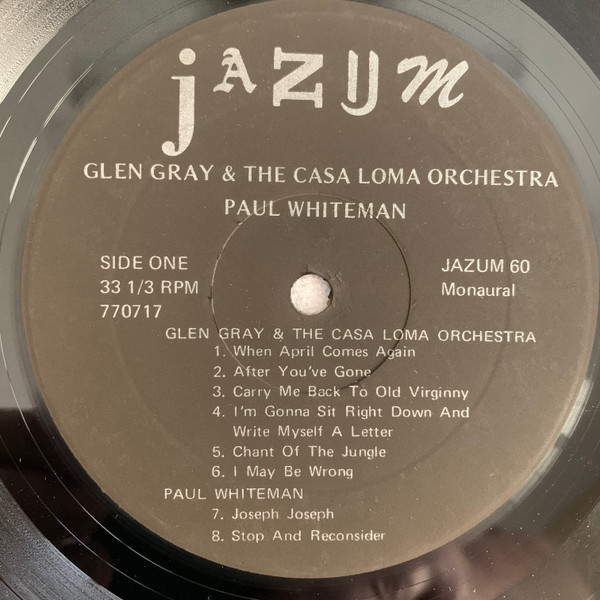 jAZUM
GLEN GRAY & THE CASA LOMA ORCHESTRA
PAUL WHITEMAN
SIDE ONE
33 1/3 RPM
770717
JAZUM 60
Monaural
GLEN GRAY & THE CASA LOMA ORCHESTRA
1. When April Comes Again
2. After You've Gone
3. Carry Me Back To Old Virginny
4. I'm Gonna Sit Right Down And
Write Myself A Letter
5. Chant Of The Jungle
6. I May Be Wrong
PAUL WHITEMAN
7. Joseph Joseph
8. Stop And Reconsider